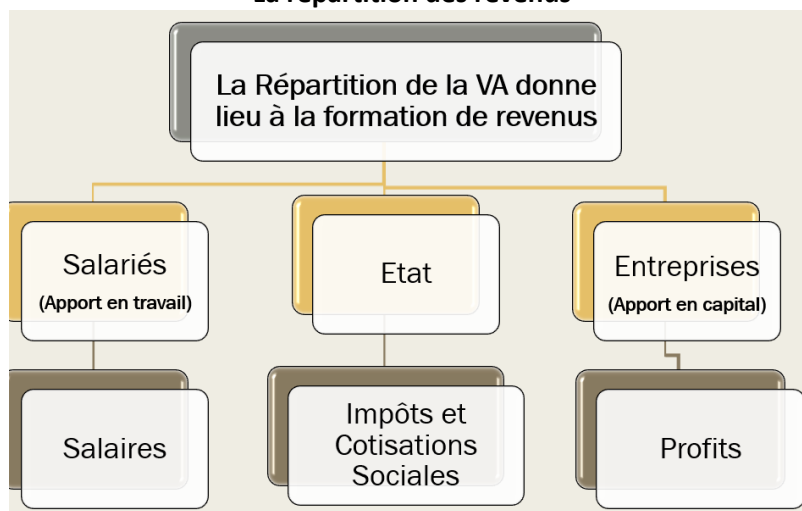 La répartition des revenus
La Répartition de la VA donne
lieu à la formation de revenus
Salariés
(Apport en travail)
Etat
Entreprises
(Apport en capital)
Salaires
Impôts et
Cotisations
Sociales
Profits